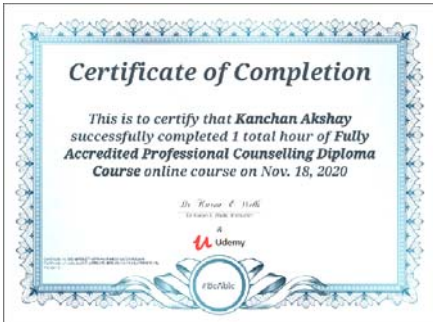 Certificate of Completion
This is to certify that Kanchan Akshay
successfully completed 1 total hour of Fully
Accredited Professional Counselling Diploma
Course online course on Nov. 18, 2020
&
Udemy
#BeAble